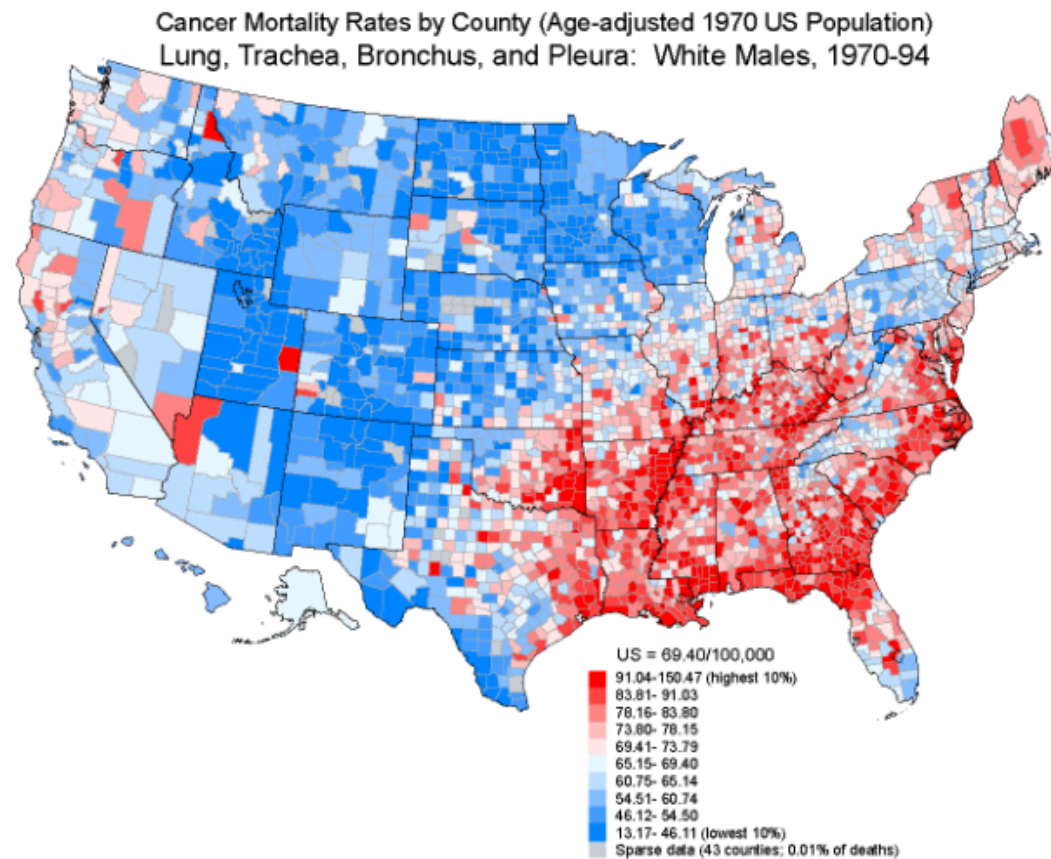 Cancer Mortality Rates by County (Age-adjusted 1970 US Population)
Lung, Trachea, Bronchus, and Pleura: White Males, 1970-94
US = 69.40/100,000
91.04-150.47 (highest 10%)
83.81- 91.03
78.16- 83.80
73.80- 78.15
69.41- 73.79
65.15- 69.40
60.75- 65.14
54.51- 60.74
46.12- 54.50
13.17- 46.11 (lowest 10%)
Sparse data (43 counties; 0.01% of deaths)